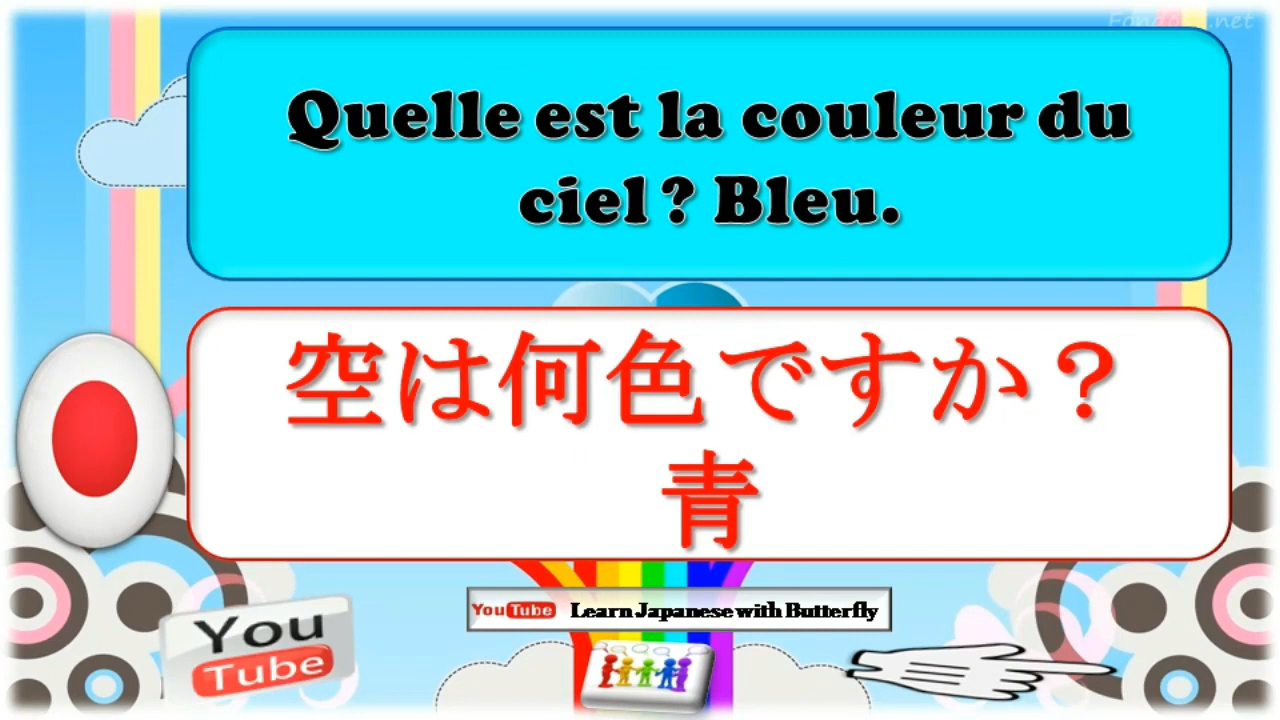 Quelle est la couleur du
ciel ? Bleu.
空は何色ですか？
青
YouTube Learn Japanese with Butterfly
You
Tube